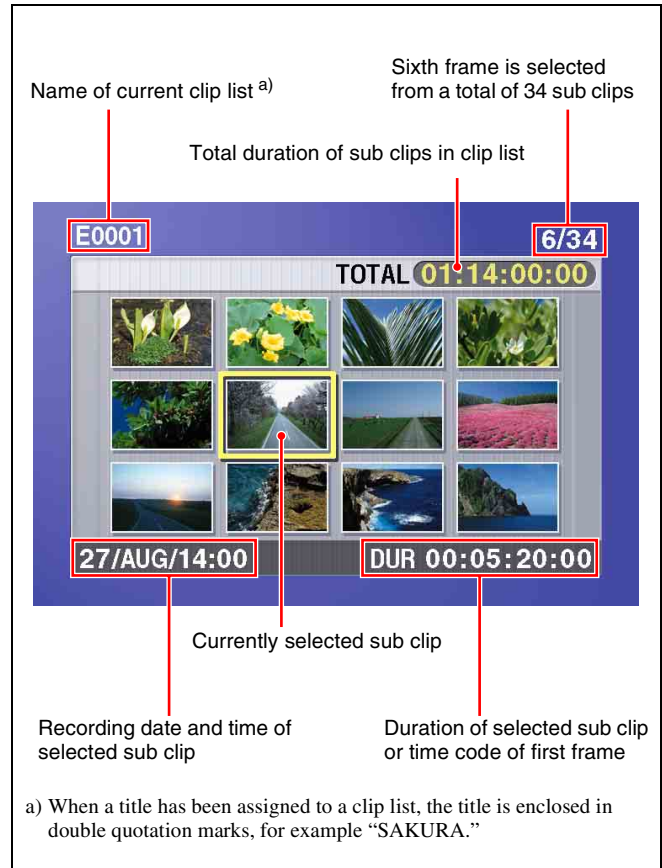 Name of current clip list a)
Sixth frame is selected
from a total of 34 sub clips
Total duration of sub clips in clip list
E0001
6/34
TOTAL 01:14:00:00
27/AUG/14:00
DUR 00:05:20:00
Currently selected sub clip
Recording date and time of
selected sub clip
Duration of selected sub clip
or time code of first frame
a) When a title has been assigned to a clip list, the title is enclosed in
double quotation marks, for example “SAKURA.”